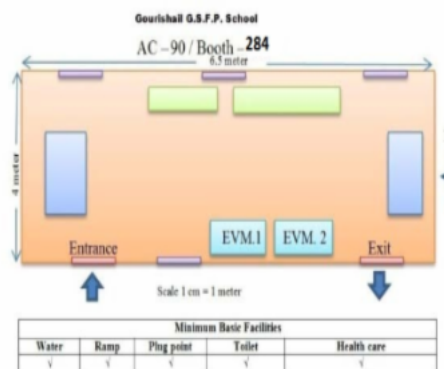 Gourishail G.S.F.P. School
AC – 90 / Booth – 284
6.5 meter
4 meter
EVM.1 EVM. 2
Entrance Exit
Scale 1 cm = 1 meter
Minimum Basic Facilities
Water Ramp Plug point Toilet Health care
√ √ √ √ √